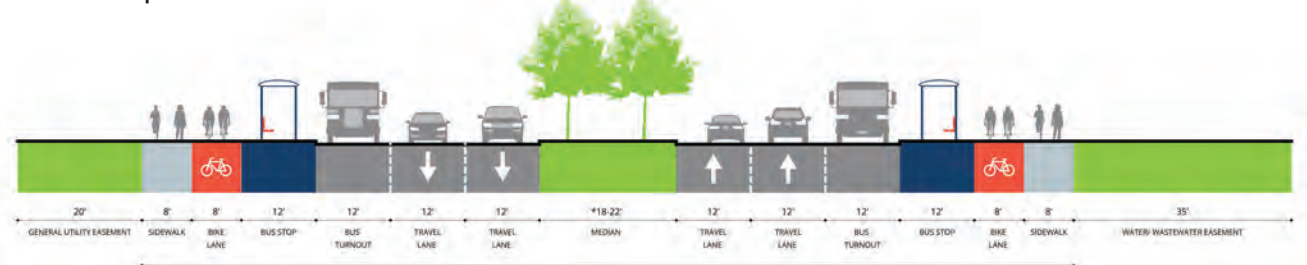 20' 8' 8' 12' 12' 12' 12' *18-22' 12' 12' 12' 12' 8' 8' 35'
GENERAL UTILITY EASEMENT SIDEWALK BIKE LANE BUS STOP BUS TURNOUT TRAVEL LANE TRAVEL LANE MEDIAN TRAVEL LANE TRAVEL LANE BUS TURNOUT BUS STOP BIKE LANE SIDEWALK WATER/ WASTEWATER EASEMENT